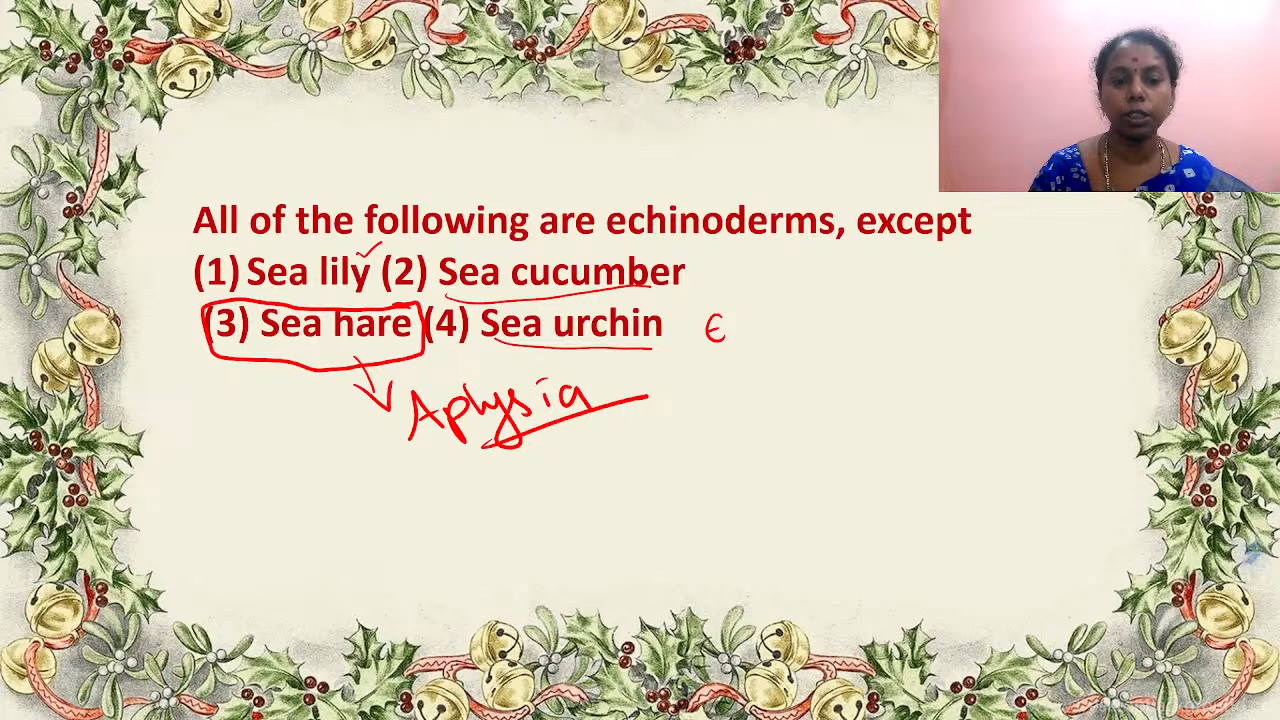 All of the following are echinoderms, except
(1) Sea lily (2) Sea cucumber
(3) Sea hare (4) Sea urchin E
Aplysia